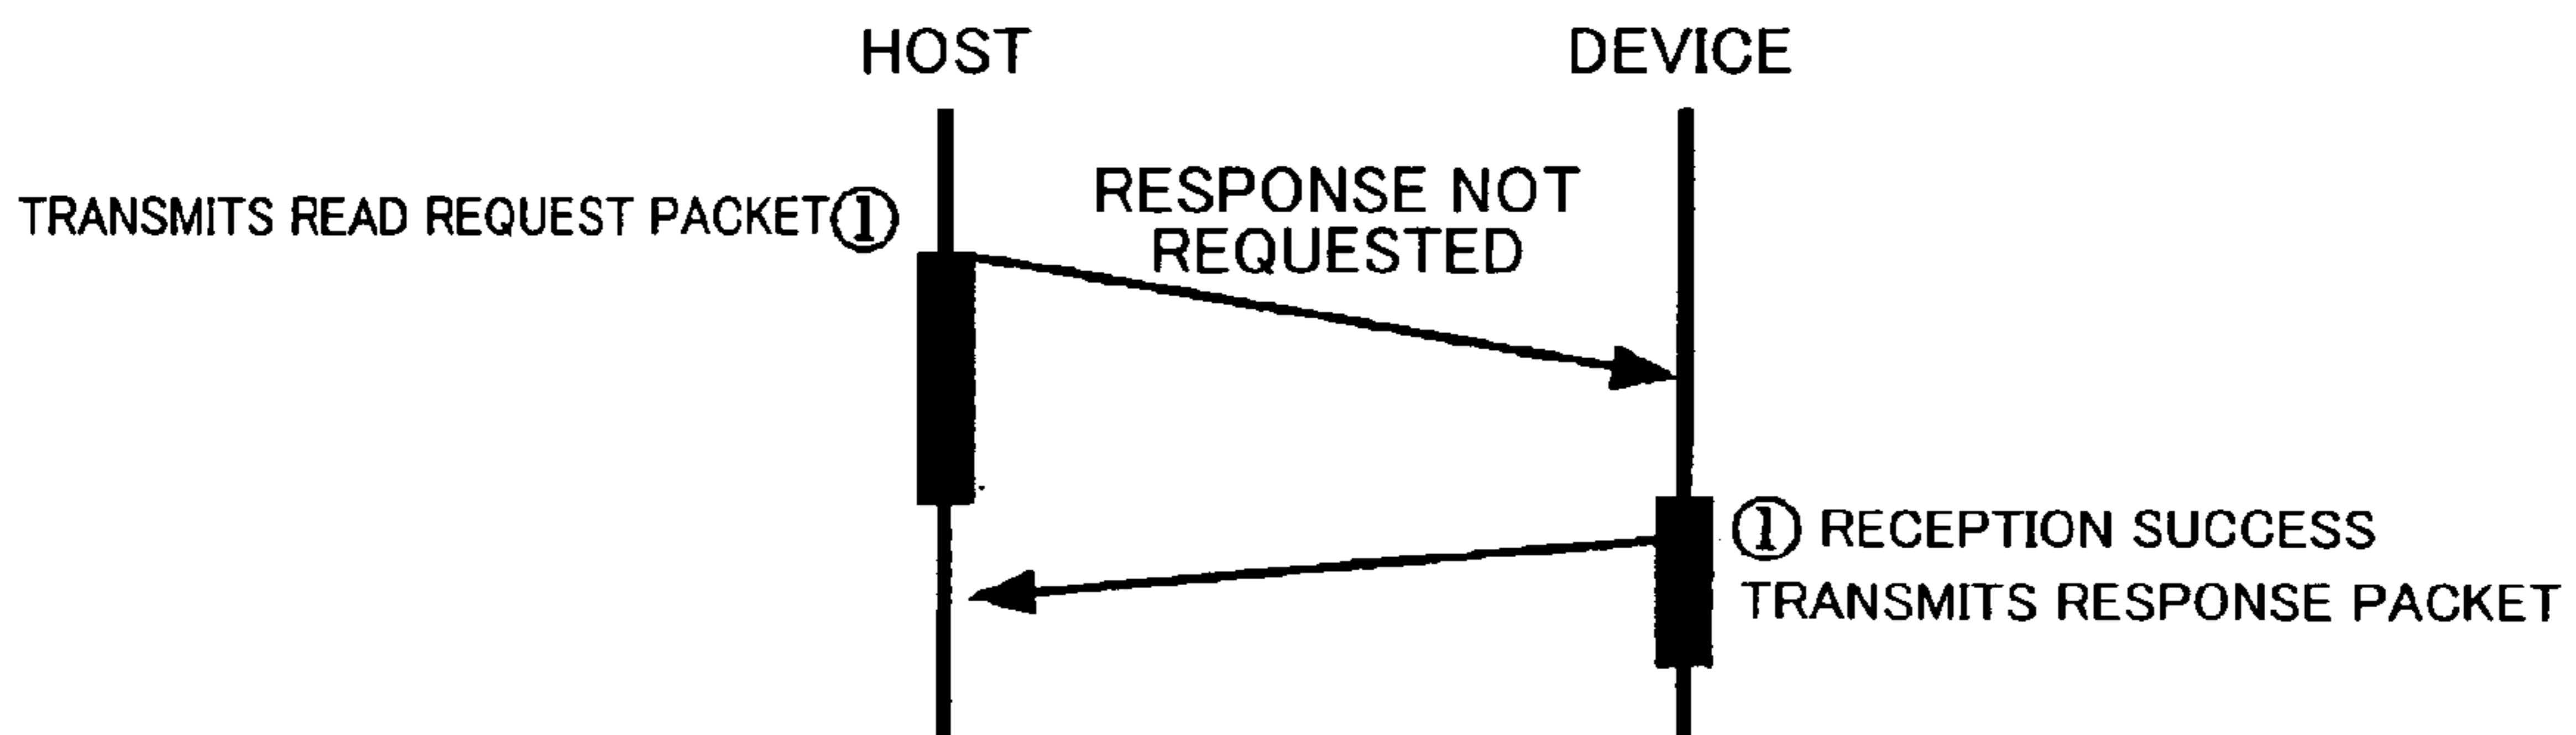 HOST
DEVICE
TRANSMITS READ REQUEST PACKET①
RESPONSE NOT
REQUESTED
① RECEPTION SUCCESS
TRANSMITS RESPONSE PACKET